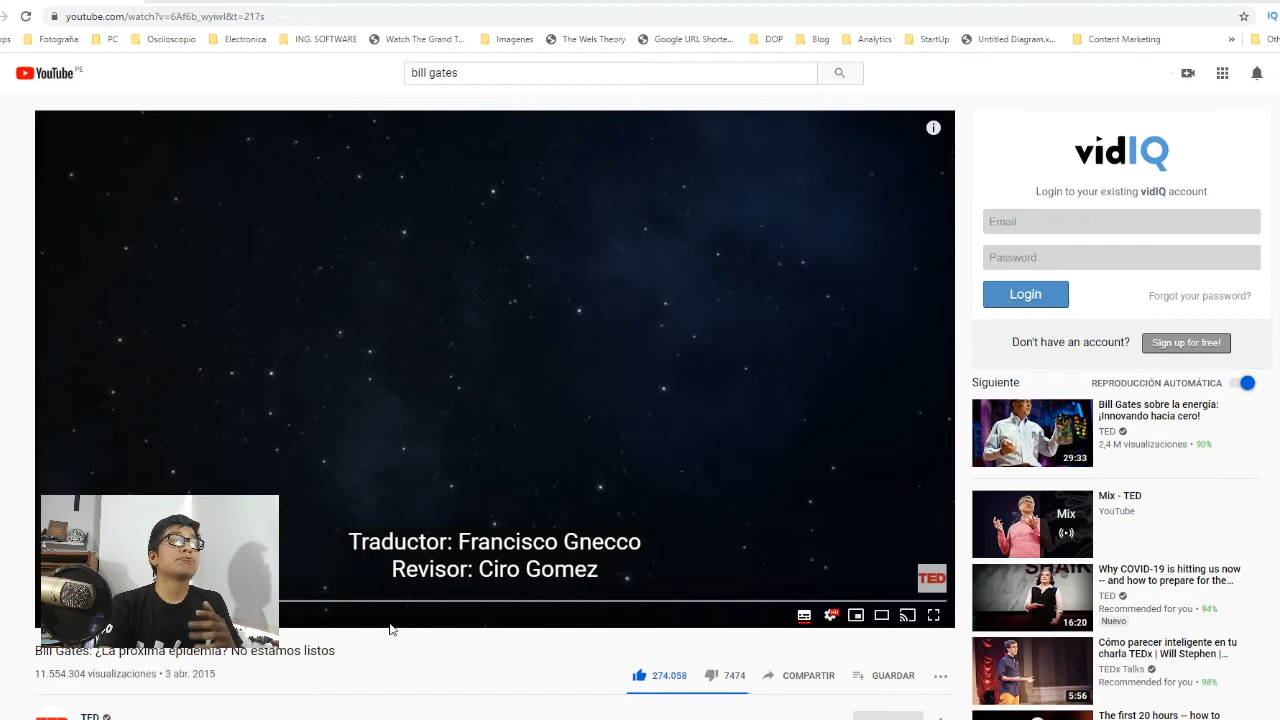 youtube.com/watch?v=6Af6b_wyiwI&t=217s
IQ
ops Fotografia PC Osciloscopio Electronica ING. SOFTWARE Watch The Grand T... Imagenes The Wels Theory Google URL Shorte... DOP Blog Analytics StartUp Untitled Diagram.x... Content Marketing » Oth
YouTube PE
bill gates
vidIQ
Login to your existing vidIQ account
Email
Password
Login Forgot your password?
Don't have an account? Sign up for free!
Traductor: Francisco Gnecco
Revisor: Ciro Gomez
TED
HD
Bill Gates: ¿La próxima epidemia? No estamos listos
11.554.304 visualizaciones • 3 abr. 2015
274.058 7474 COMPARTIR GUARDAR
TED
Siguiente REPRODUCCIÓN AUTOMÁTICA
Bill Gates sobre la energía:
¡Innovando hacia cero!
TED
2,4 M visualizaciones • 90%
29:33
Mix - TED
YouTube
Mix
Why COVID-19 is hitting us now
-- and how to prepare for the...
TED
Recommended for you • 94%
Nuevo
16:20
Cómo parecer inteligente en tu
charla TEDx | Will Stephen |...
TEDx Talks
Recommended for you • 98%
5:56
The first 20 hours -- how to